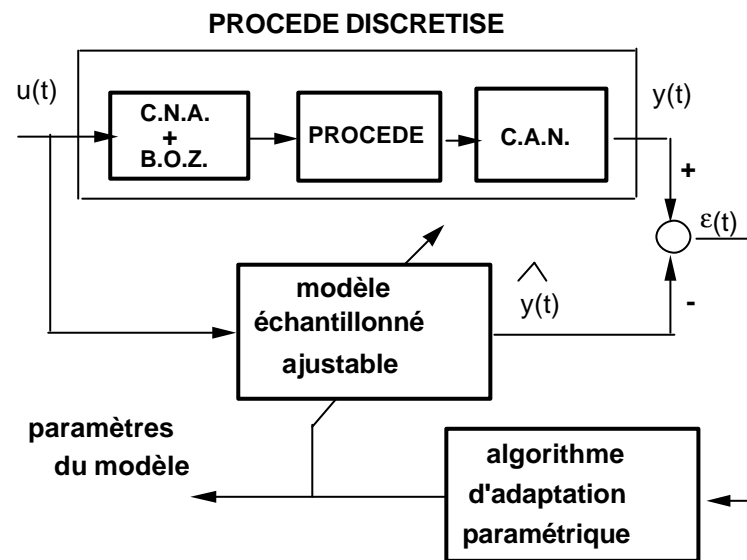 PROCEDE DISCRETISE
u(t)
C.N.A.
+
B.O.Z.
PROCEDE
C.A.N.
y(t)
+
ε(t)
-
modèle
échantillonné
ajustable
ŷ(t)
paramètres
du modèle
algorithme
d'adaptation
paramétrique